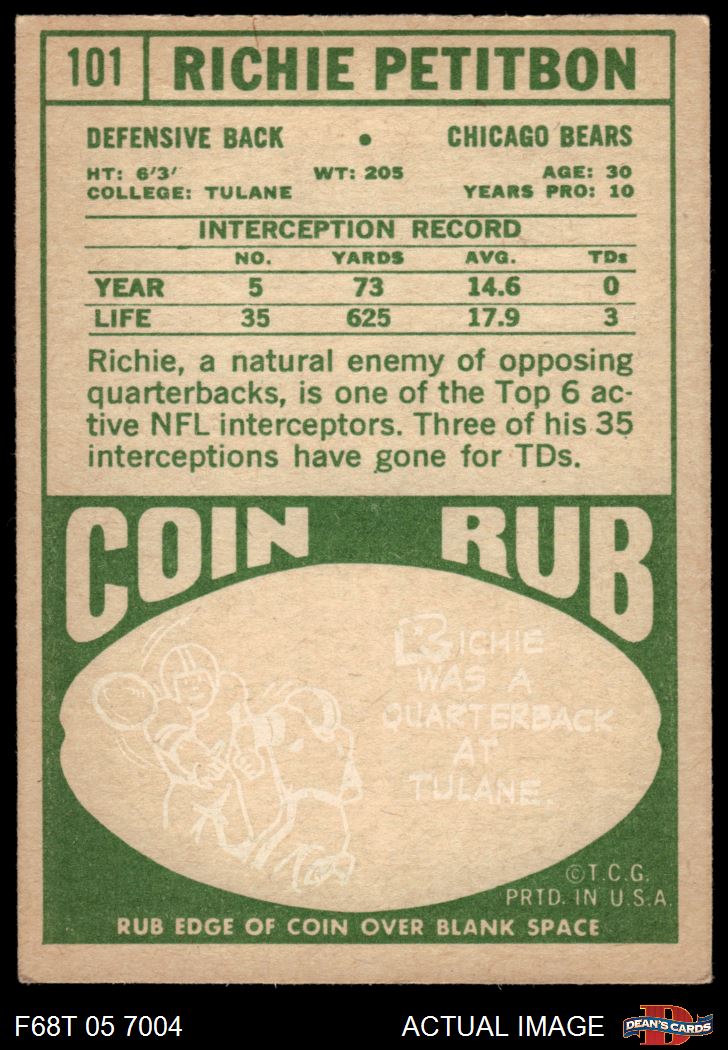 101 RICHIE PETITBON
DEFENSIVE BACK • CHICAGO BEARS
HT: 6'3' WT: 205 AGE: 30
COLLEGE: TULANE YEARS PRO: 10
INTERCEPTION RECORD
NO. YARDS AVG. TDs
YEAR 5 73 14.6 0
LIFE 35 625 17.9 3
Richie, a natural enemy of opposing
quarterbacks, is one of the Top 6 ac-
tive NFL interceptors. Three of his 35
interceptions have gone for TDs.
COIN RUB
RICHIE
WAS A
QUARTERBACK
AT
TULANE.
©T.C.G.
PRTD. IN U.S.A.
RUB EDGE OF COIN OVER BLANK SPACE
F68T 05 7004 ACTUAL IMAGE D DEAN'S CARDS